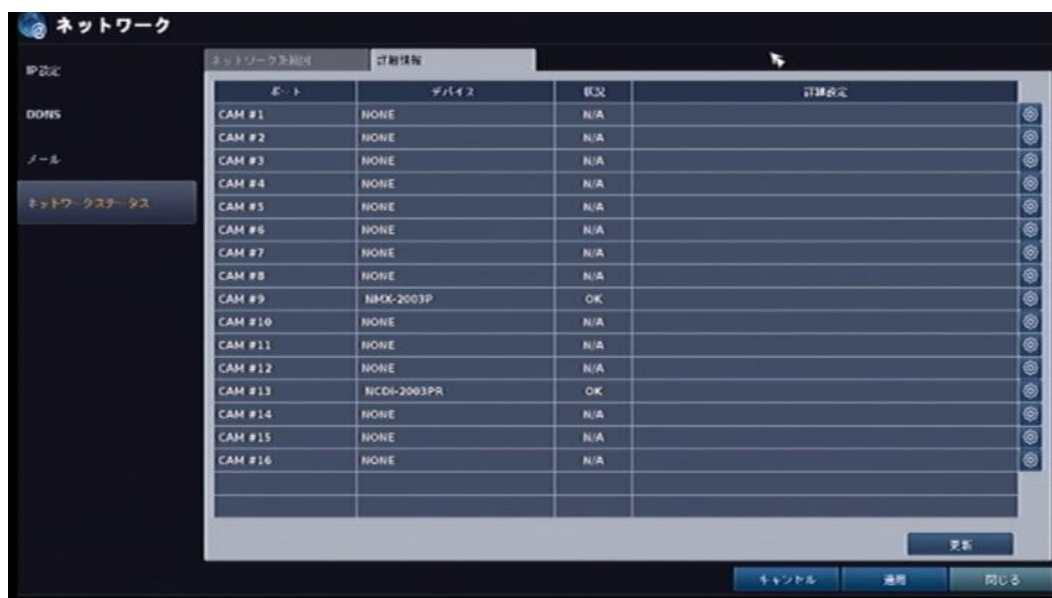 ネットワーク
IP設定
DDNS
メール
ネットワークステータス
詳細情報
ポート デバイス 状況 詳細設定
CAM #1 NONE N/A
CAM #2 NONE N/A
CAM #3 NONE N/A
CAM #4 NONE N/A
CAM #5 NONE N/A
CAM #6 NONE N/A
CAM #7 NONE N/A
CAM #8 NONE N/A
CAM #9 NMX-2003P OK
CAM #10 NONE N/A
CAM #11 NONE N/A
CAM #12 NONE N/A
CAM #13 NCDi-2003PR OK
CAM #14 NONE N/A
CAM #15 NONE N/A
CAM #16 NONE N/A
更新
キャンセル 適用 閉じる